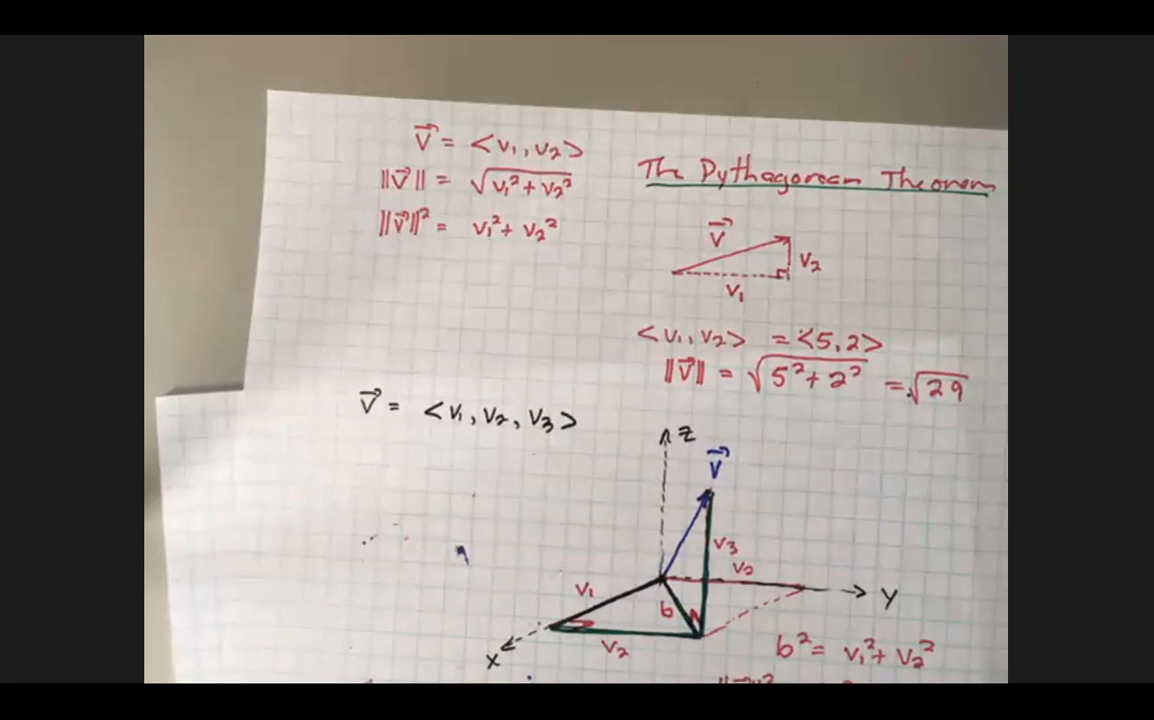 V⃗ = <v₁, v₂>
‖V⃗‖ = √(v₁² + v₂²)
‖V⃗‖² = v₁² + v₂²
The Pythagorean Theorem
V⃗
v₂
v₁
<v₁, v₂> = <5, 2>
‖V⃗‖ = √(5² + 2²) = √29
V⃗ = <v₁, v₂, v₃>
z
V⃗
v₃
v₂
v₁
b
y
v₂
x
b² = v₁² + v₂²